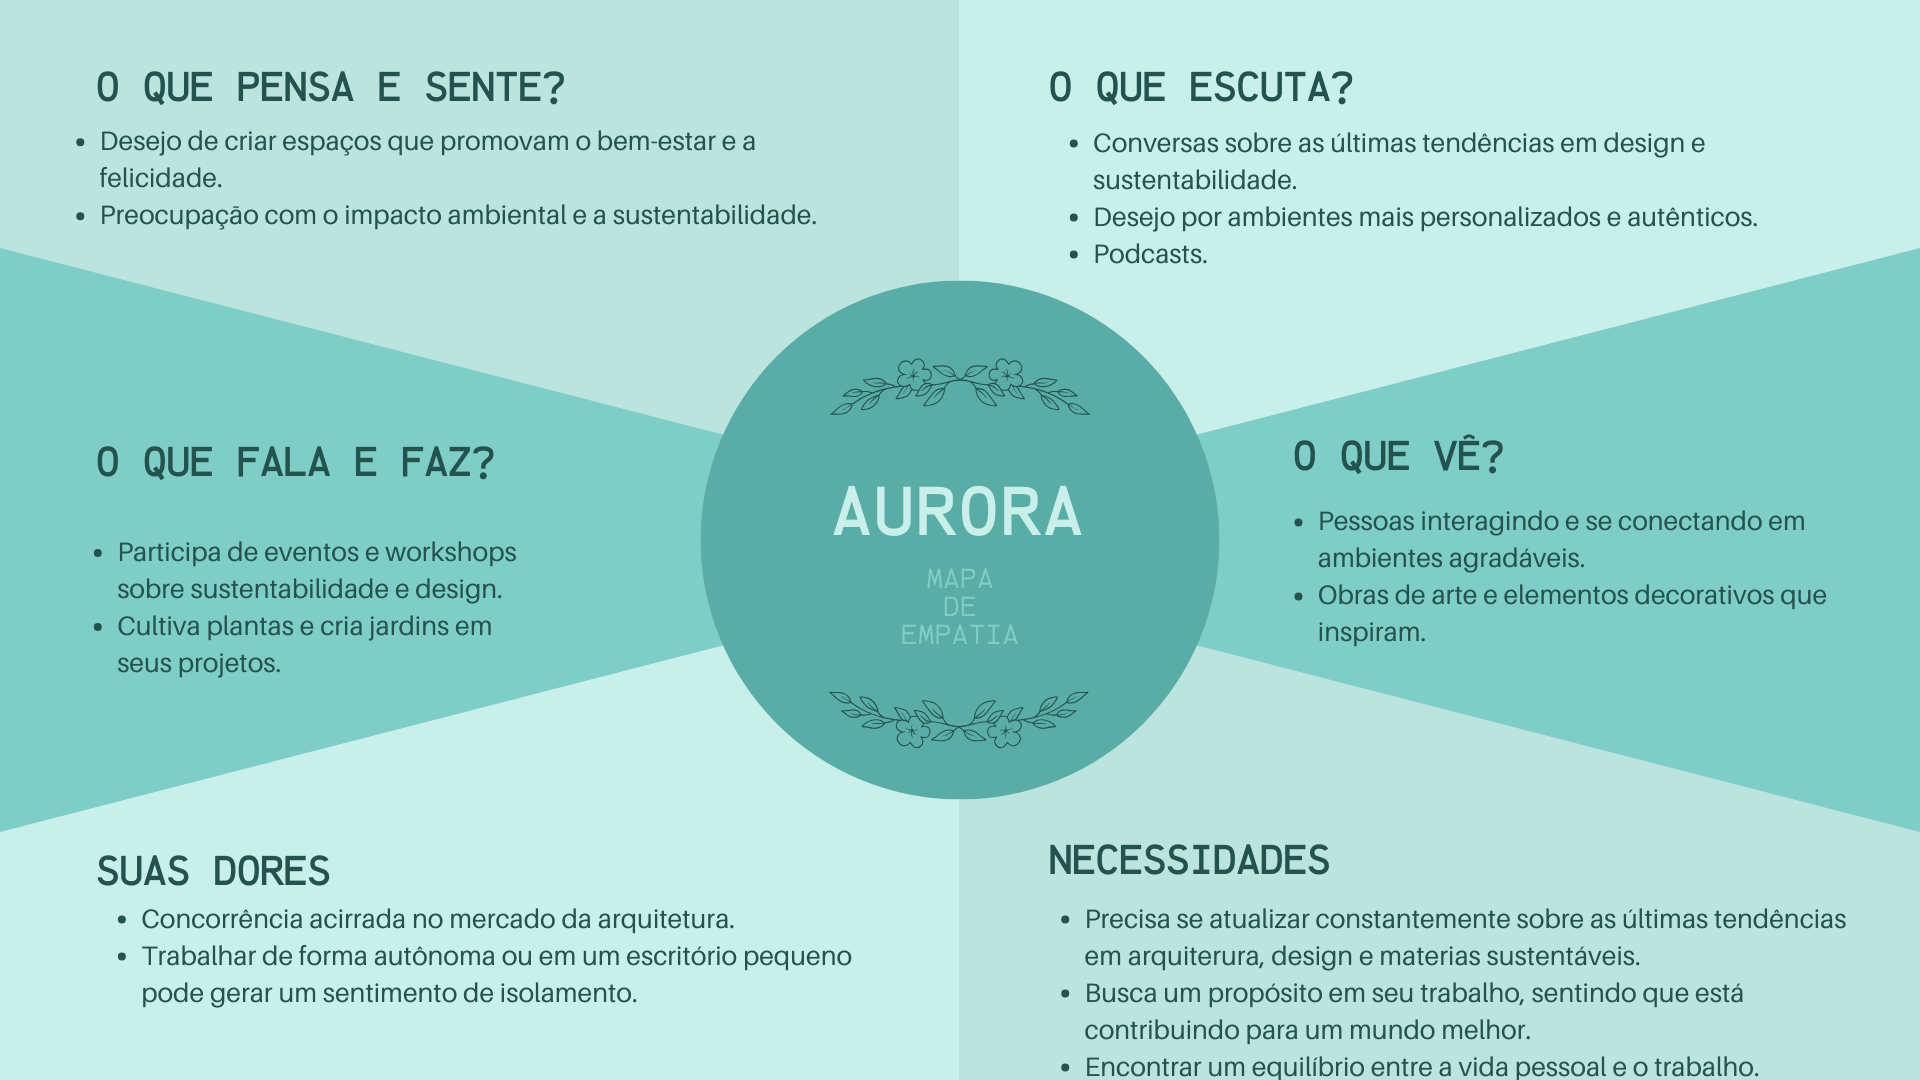 O QUE PENSA E SENTE?
• Desejo de criar espaços que promovam o bem-estar e a
felicidade.
• Preocupação com o impacto ambiental e a sustentabilidade.
O QUE ESCUTA?
• Conversas sobre as últimas tendências em design e
sustentabilidade.
• Desejo por ambientes mais personalizados e autênticos.
• Podcasts.
O QUE FALA E FAZ?
• Participa de eventos e workshops
sobre sustentabilidade e design.
• Cultiva plantas e cria jardins em
seus projetos.
AURORA
MAPA
DE
EMPATIA
O QUE VÊ?
• Pessoas interagindo e se conectando em
ambientes agradáveis.
• Obras de arte e elementos decorativos que
inspiram.
SUAS DORES
• Concorrência acirrada no mercado da arquitetura.
• Trabalhar de forma autônoma ou em um escritório pequeno
pode gerar um sentimento de isolamento.
NECESSIDADES
• Precisa se atualizar constantemente sobre as últimas tendências
em arquiterura, design e materias sustentáveis.
• Busca um propósito em seu trabalho, sentindo que está
contribuindo para um mundo melhor.
• Encontrar um equilíbrio entre a vida pessoal e o trabalho.